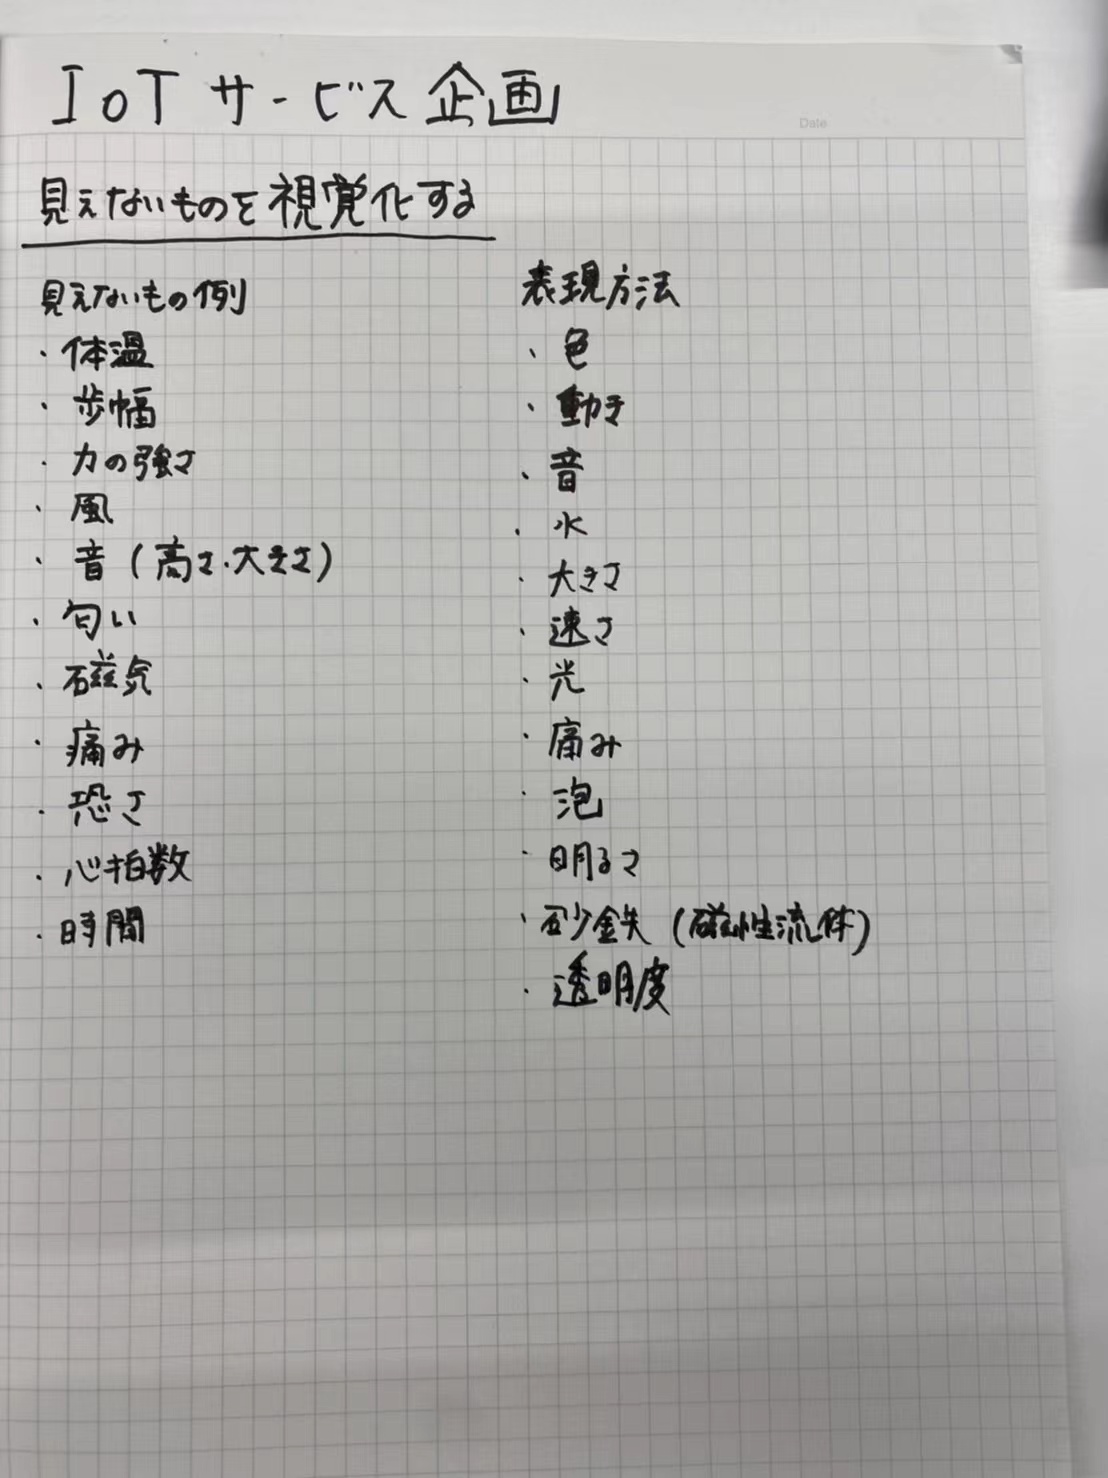 IoTサービス企画
Date
見えないものを視覚化する
見えないもの例
・体温
・歩幅
・力の強さ
・風
・音(高さ・大きさ)
・匂い
・磁気
・痛み
・恐さ
・心拍数
・時間
表現方法
・色
・動き
・音
・水
・大きさ
・速さ
・光
・痛み
・泡
・明るさ
・砂鉄(磁性流体)
・透明度